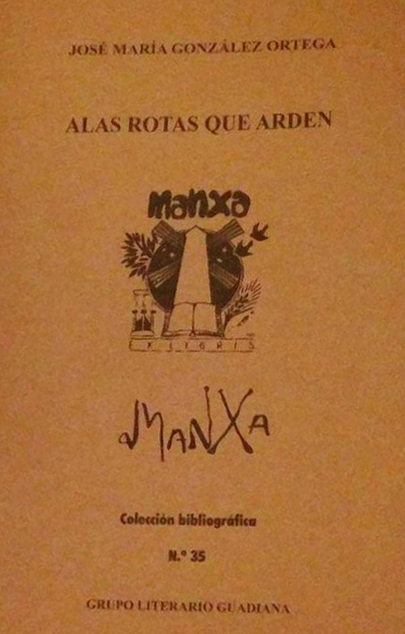 JOSÉ MARÍA GONZÁLEZ ORTEGA
ALAS ROTAS QUE ARDEN
manxa
EX LIBRIS
MANXA
Colección bibliográfica
N.º 35
GRUPO LITERARIO GUADIANA